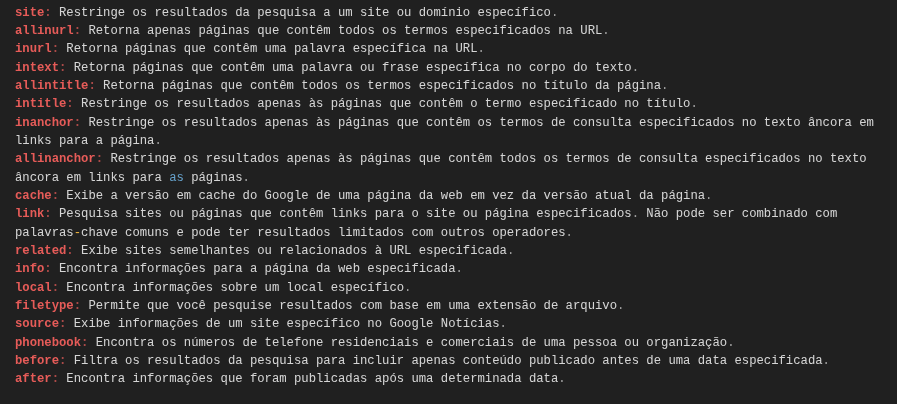 site: Restringe os resultados da pesquisa a um site ou domínio específico.
allinurl: Retorna apenas páginas que contêm todos os termos especificados na URL.
inurl: Retorna páginas que contêm uma palavra específica na URL.
intext: Retorna páginas que contêm uma palavra ou frase específica no corpo do texto.
allintitle: Retorna páginas que contêm todos os termos especificados no título da página.
intitle: Restringe os resultados apenas às páginas que contêm o termo especificado no título.
inanchor: Restringe os resultados apenas às páginas que contêm os termos de consulta especificados no texto âncora em
links para a página.
allinanchor: Restringe os resultados apenas às páginas que contêm todos os termos de consulta especificados no texto
âncora em links para as páginas.
cache: Exibe a versão em cache do Google de uma página da web em vez da versão atual da página.
link: Pesquisa sites ou páginas que contêm links para o site ou página especificados. Não pode ser combinado com
palavras-chave comuns e pode ter resultados limitados com outros operadores.
related: Exibe sites semelhantes ou relacionados à URL especificada.
info: Encontra informações para a página da web especificada.
local: Encontra informações sobre um local específico.
filetype: Permite que você pesquise resultados com base em uma extensão de arquivo.
source: Exibe informações de um site específico no Google Notícias.
phonebook: Encontra os números de telefone residenciais e comerciais de uma pessoa ou organização.
before: Filtra os resultados da pesquisa para incluir apenas conteúdo publicado antes de uma data especificada.
after: Encontra informações que foram publicadas após uma determinada data.